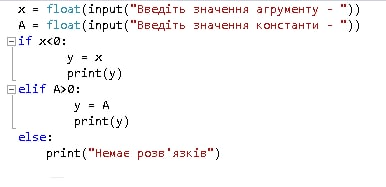 x = float(input("Введіть значення агрументу - "))
A = float(input("Введіть значення константи - "))
if x<0:
y = x
print(y)
elif A>0:
y = A
print(y)
else:
print("Немає розв'язків")